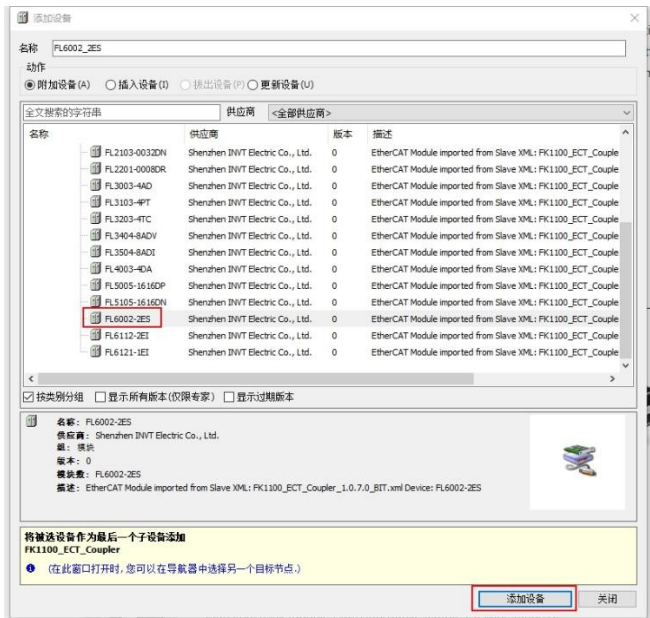 添加设备
名称 FL6002_2ES
动作
附加设备(A) 插入设备(I) 拔出设备(P) 更新设备(U)
全文搜索的字符串 供应商 <全部供应商>
名称 供应商 版本 描述
FL2103-0032DN Shenzhen INVT Electric Co., Ltd. 0 EtherCAT Module imported from Slave XML: FK1100_ECT_Couple
FL2201-0008DR Shenzhen INVT Electric Co., Ltd. 0 EtherCAT Module imported from Slave XML: FK1100_ECT_Couple
FL3003-4AD Shenzhen INVT Electric Co., Ltd. 0 EtherCAT Module imported from Slave XML: FK1100_ECT_Couple
FL3103-4PT Shenzhen INVT Electric Co., Ltd. 0 EtherCAT Module imported from Slave XML: FK1100_ECT_Couple
FL3203-4TC Shenzhen INVT Electric Co., Ltd. 0 EtherCAT Module imported from Slave XML: FK1100_ECT_Couple
FL3404-8ADV Shenzhen INVT Electric Co., Ltd. 0 EtherCAT Module imported from Slave XML: FK1100_ECT_Couple
FL3504-8ADI Shenzhen INVT Electric Co., Ltd. 0 EtherCAT Module imported from Slave XML: FK1100_ECT_Couple
FL4003-4DA Shenzhen INVT Electric Co., Ltd. 0 EtherCAT Module imported from Slave XML: FK1100_ECT_Couple
FL5005-1616DP Shenzhen INVT Electric Co., Ltd. 0 EtherCAT Module imported from Slave XML: FK1100_ECT_Couple
FL5105-1616DN Shenzhen INVT Electric Co., Ltd. 0 EtherCAT Module imported from Slave XML: FK1100_ECT_Couple
FL6002-2ES Shenzhen INVT Electric Co., Ltd. 0 EtherCAT Module imported from Slave XML: FK1100_ECT_Couple
FL6112-2EI Shenzhen INVT Electric Co., Ltd. 0 EtherCAT Module imported from Slave XML: FK1100_ECT_Couple
FL6121-1EI Shenzhen INVT Electric Co., Ltd. 0 EtherCAT Module imported from Slave XML: FK1100_ECT_Couple
按类别分组 显示所有版本(仅限专家) 显示过期版本
名称: FL6002-2ES
供应商: Shenzhen INVT Electric Co., Ltd.
组: 模块
版本: 0
模块数: FL6002-2ES
描述: EtherCAT Module imported from Slave XML: FK1100_ECT_Coupler_1.0.7.0_BIT.xml Device: FL6002-2ES
将被选设备作为最后一个子设备添加
FK1100_ECT_Coupler
(在此窗口打开时,您可以在导航器中选择另一个目标节点.)
添加设备 关闭